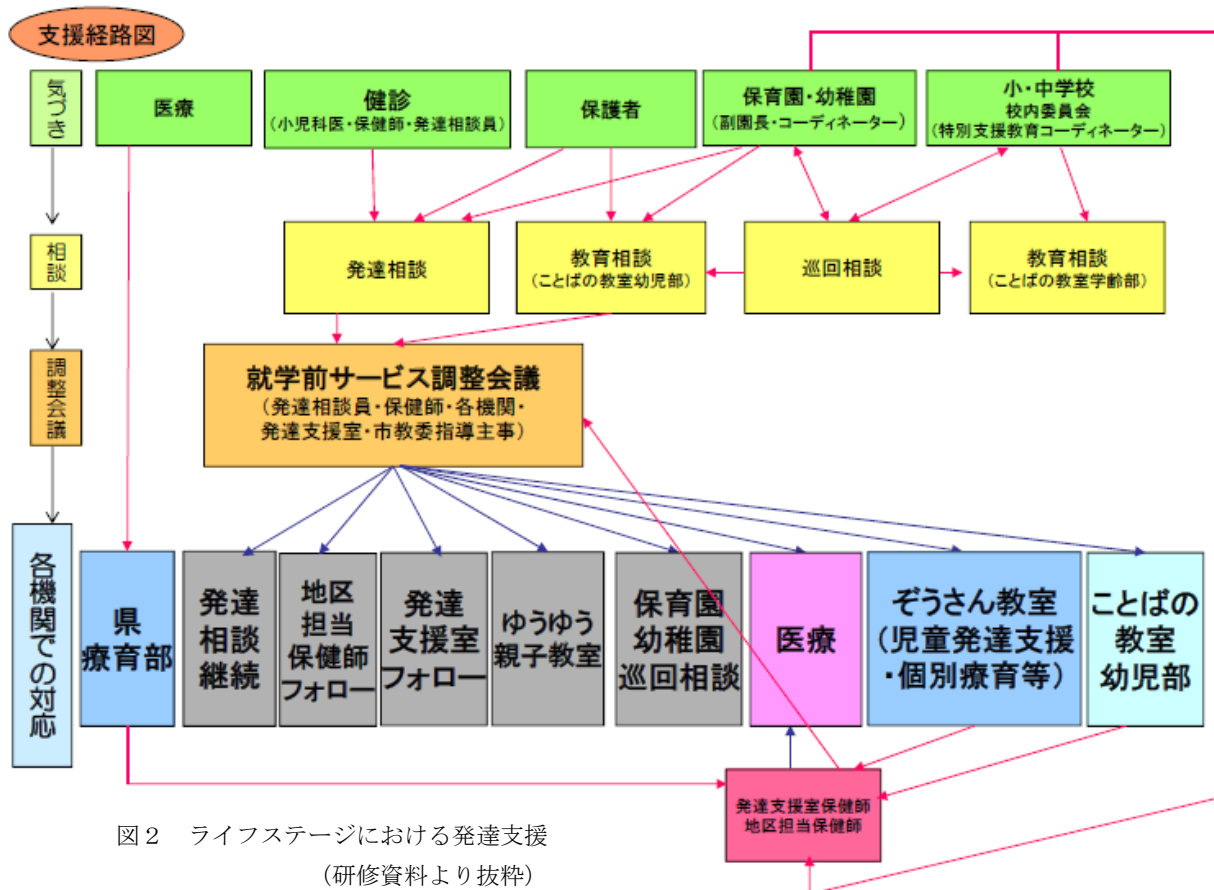 支援経路図
気づき
医療
健診
(小児科医・保健師・発達相談員)
保護者
保育園・幼稚園
(副園長・コーディネーター)
小・中学校
校内委員会
(特別支援教育コーディネーター)
相談
発達相談
教育相談
(ことばの教室幼児部)
巡回相談
教育相談
(ことばの教室学齢部)
調整会議
就学前サービス調整会議
(発達相談員・保健師・各機関・
発達支援室・市教委指導主事)
各機関での対応
県
療育部
発達
相談
継続
地区
担当
保健師
フォロー
発達
支援室
フォロー
ゆうゆう
親子教室
保育園
幼稚園
巡回相談
医療
ぞうさん教室
(児童発達支援
・個別療育等)
ことばの
教室
幼児部
発達支援室保健師
地区担当保健師
図2 ライフステージにおける発達支援
(研修資料より抜粋)